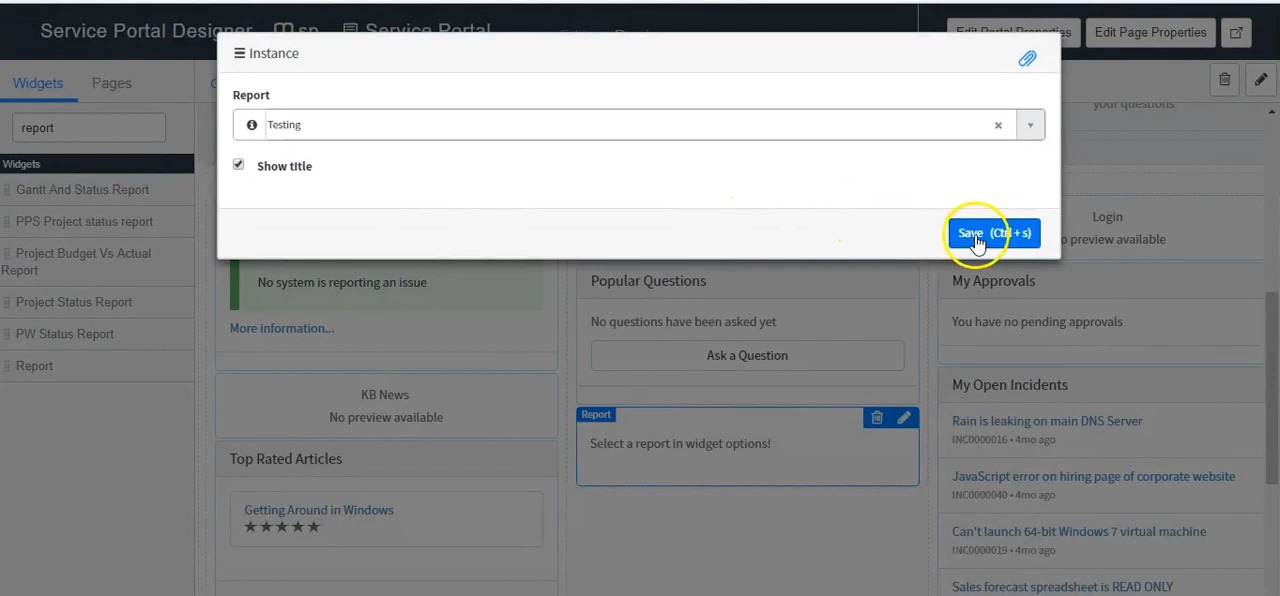 Service Portal Designer
sp
Service Portal
Edit Portal Properties
Edit Page Properties
Instance
Report
Testing
Show title
Save (Ctrl + s)
Widgets
Pages
report
Widgets
Gantt And Status Report
PPS Project status report
Project Budget Vs Actual
Report
Project Status Report
PW Status Report
Report
No system is reporting an issue
More information...
KB News
No preview available
Top Rated Articles
Getting Around in Windows
Popular Questions
No questions have been asked yet
Ask a Question
Report
Select a report in widget options!
your questions
Login
o preview available
My Approvals
You have no pending approvals
My Open Incidents
Rain is leaking on main DNS Server
INC0000016 • 4mo ago
JavaScript error on hiring page of corporate website
INC0000040 • 4mo ago
Can't launch 64-bit Windows 7 virtual machine
INC0000019 • 4mo ago
Sales forecast spreadsheet is READ ONLY